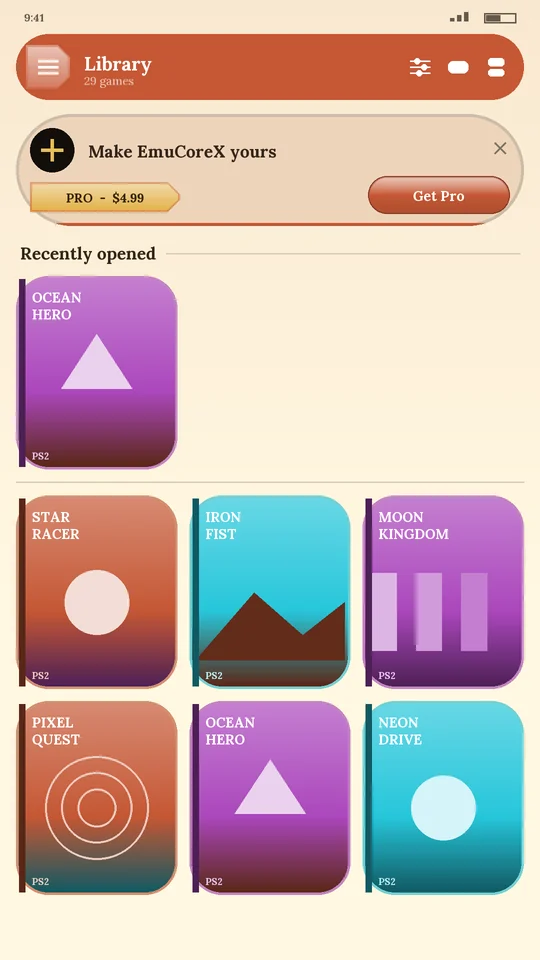 9:41
Library
29 games
Make EmuCoreX yours
PRO - $4.99
Get Pro
Recently opened
OCEAN
HERO
PS2
STAR
RACER
PS2
IRON
FIST
PS2
MOON
KINGDOM
PS2
PIXEL
QUEST
PS2
OCEAN
HERO
PS2
NEON
DRIVE
PS2